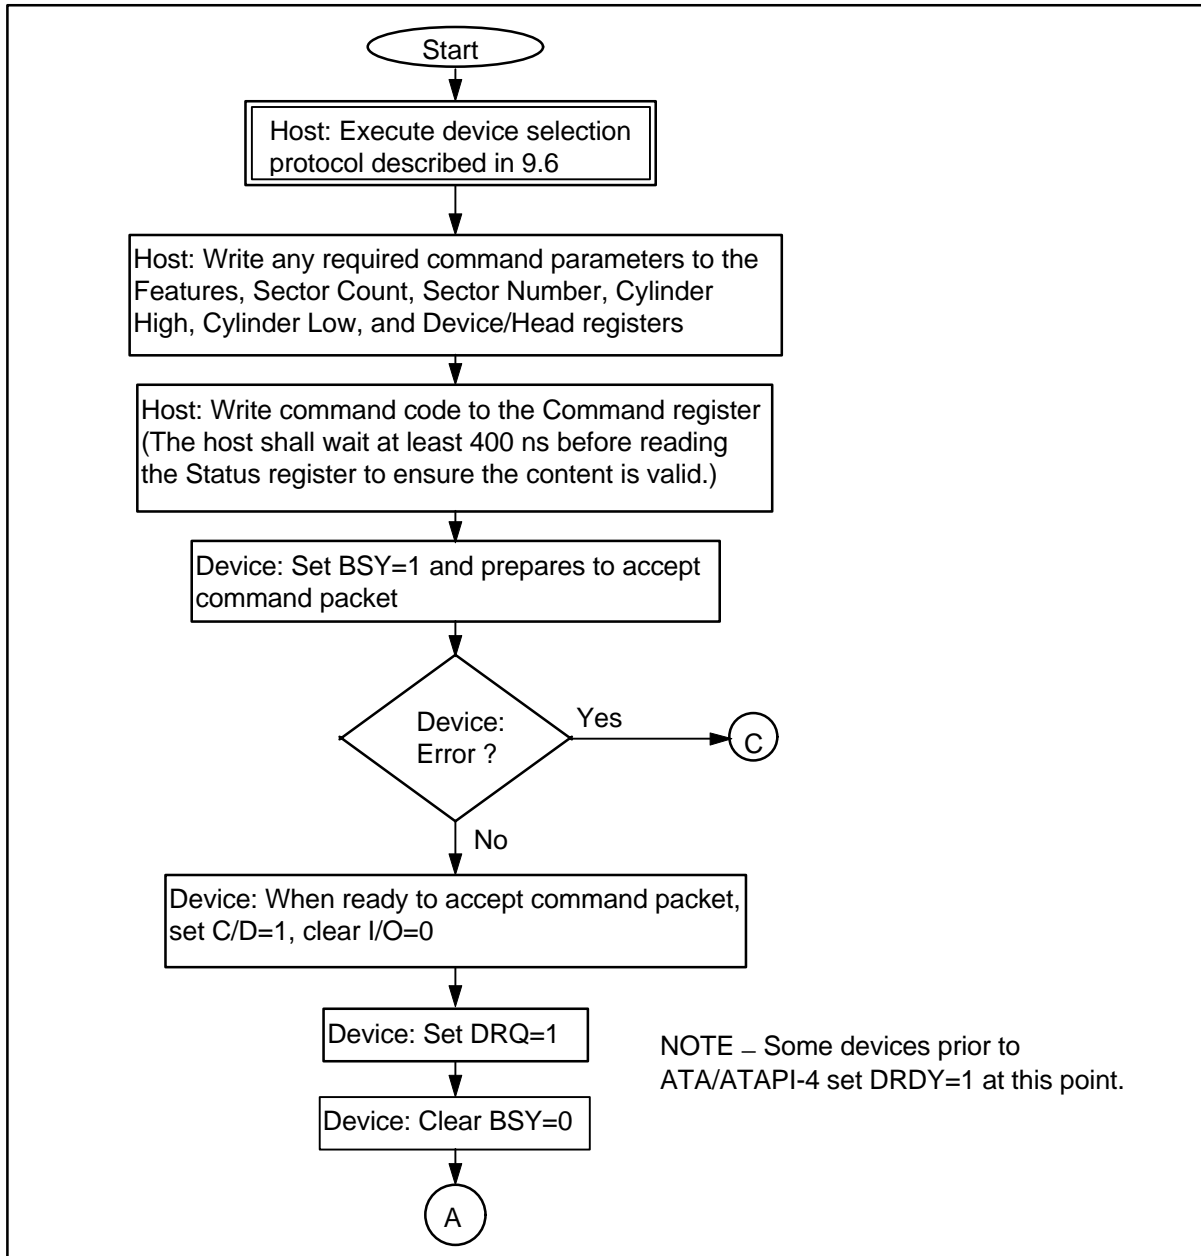 Start
Host: Execute device selection
protocol described in 9.6
Host: Write any required command parameters to the
Features, Sector Count, Sector Number, Cylinder
High, Cylinder Low, and Device/Head registers
Host: Write command code to the Command register
(The host shall wait at least 400 ns before reading
the Status register to ensure the content is valid.)
Device: Set BSY=1 and prepares to accept
command packet
Device:
Error ?
Yes
C
No
Device: When ready to accept command packet,
set C/D=1, clear I/O=0
Device: Set DRQ=1
NOTE – Some devices prior to
ATA/ATAPI-4 set DRDY=1 at this point.
Device: Clear BSY=0
A